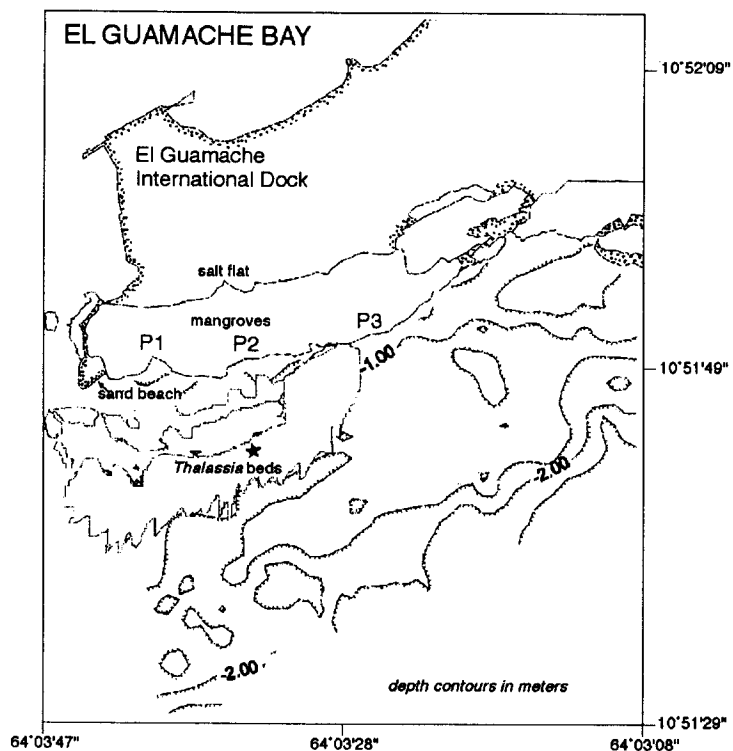 EL GUAMACHE BAY
10°52'09"
El Guamache
International Dock
salt flat
mangroves
P3
P1
P2
-1.00
10°51'49"
sand beach
Thalassia beds
-2.00
-2.00
depth contours in meters
10°51'29"
64°03'47"
64°03'28"
64°03'08"